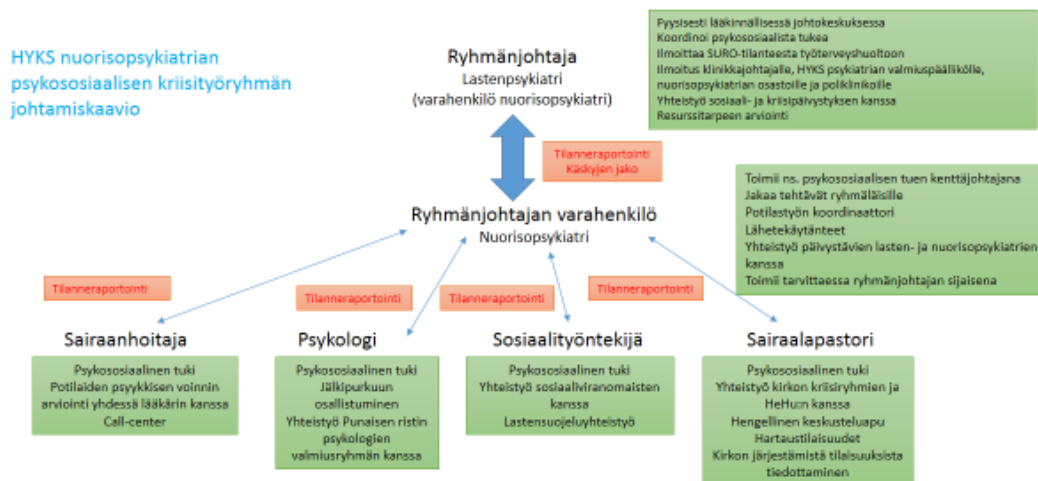 HYKS nuorisopsykiatrian
psykososiaalisen kriisityöryhmän
johtamiskaavio
Ryhmänjohtaja
Lastenpsykiatri
(varahenkilö nuorisopsykiatri)
Fyysisesti lääkinnällisessä johtokeskuksessa
Koordinoi psykososiaalista tukea
Ilmoittaa SURO-tilanteesta työterveyshuoltoon
Ilmoitus klinikkajohtajalle, HYKS psykiatrian valmiuspäällikölle,
nuorisopsykiatrian osastoille ja poliklinikoille
Yhteistyö sosiaali- ja kriisipäivystyksen kanssa
Resurssitarpeen arviointi
Tilanneraportointi
Käskyjen jako
Ryhmänjohtajan varahenkilö
Nuorisopsykiatri
Toimii ns. psykososiaalisen tuen kenttäjohtajana
Jakaa tehtävät ryhmäläisille
Potilastyön koordinaattori
Lähetekäytänteet
Yhteistyö päivystävien lasten- ja nuorisopsykiatrien
kanssa
Toimii tarvittaessa ryhmänjohtajan sijaisena
Tilanneraportointi
Tilanneraportointi
Tilanneraportointi
Tilanneraportointi
Sairaanhoitaja
Psykososiaalinen tuki
Potilaiden psyykkisen voinnin
arviointi yhdessä lääkärin kanssa
Call-center
Psykologi
Psykososiaalinen tuki
Jälkipurkuun
osallistuminen
Yhteistyö Punaisen ristin
psykologien
valmiusryhmän kanssa
Sosiaalityöntekijä
Psykososiaalinen tuki
Yhteistyö sosiaaliviranomaisten
kanssa
Lastensuojeluyhteistyö
Sairaalapastori
Psykososiaalinen tuki
Yhteistyö kirkon kriisiryhmien ja
HeHu:n kanssa
Hengellinen keskusteluapu
Hartaustilaisuudet
Kirkon järjestämistä tilaisuuksista
tiedottaminen